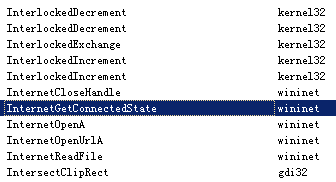 InterlockedDecrement kernel32
InterlockedDecrement kernel32
InterlockedExchange kernel32
InterlockedIncrement kernel32
InterlockedIncrement kernel32
InternetCloseHandle wininet
InternetGetConnectedState wininet
InternetOpenA wininet
InternetOpenUrlA wininet
InternetReadFile wininet
IntersectClipRect gdi32